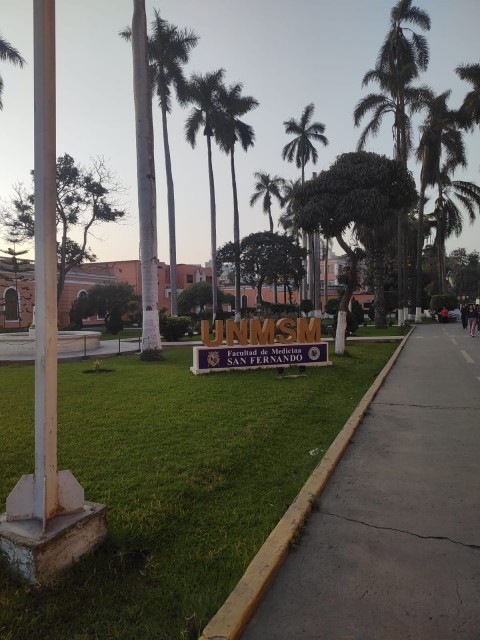 UNMSM
Facultad de Medicina
SAN FERNANDO